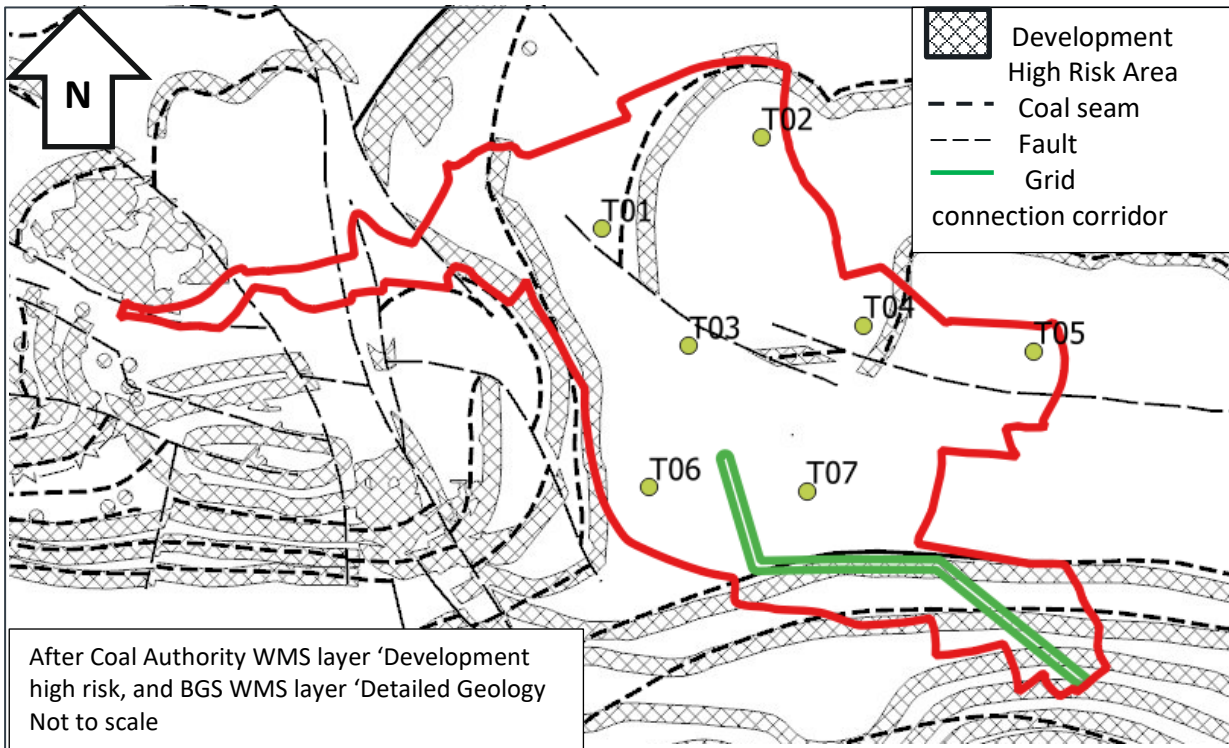 N
Development
High Risk Area
Coal seam
Fault
Grid
connection corridor
T02
T01
T04
T03
T05
T06
T07
After Coal Authority WMS layer ‘Development
high risk, and BGS WMS layer ‘Detailed Geology
Not to scale